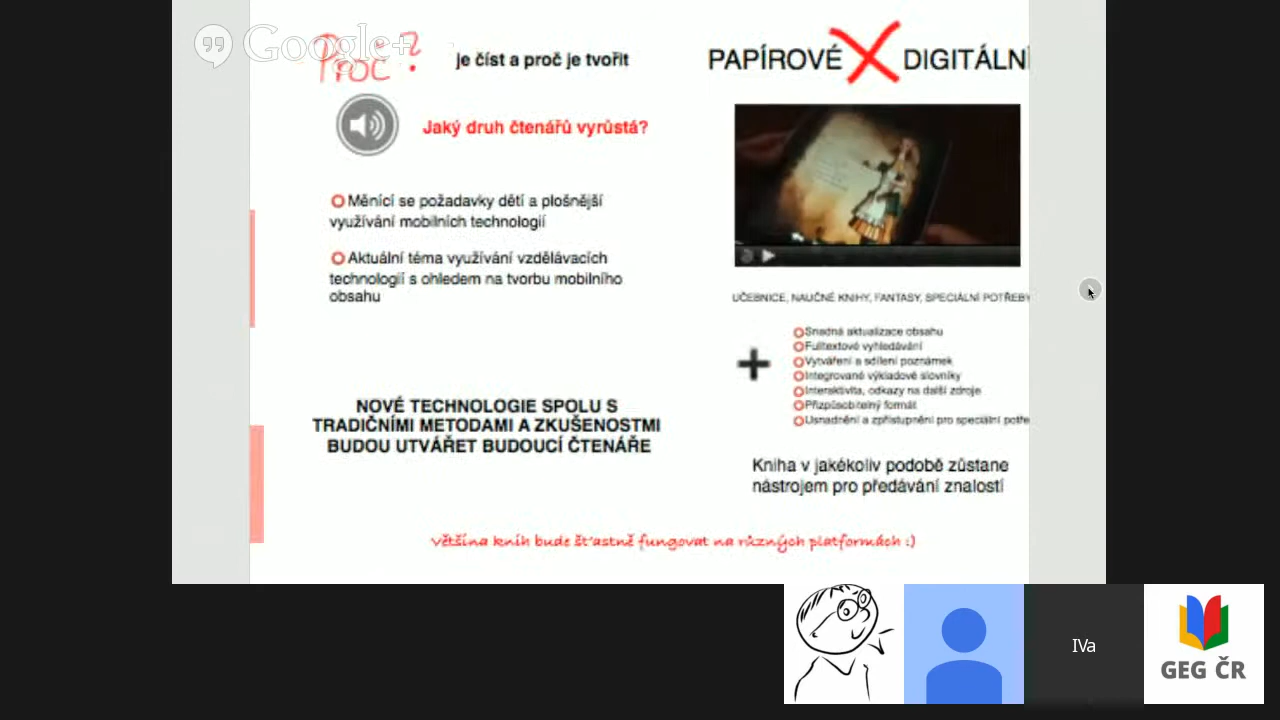 Google+
Proč?
je číst a proč je tvořit
Jaký druh čtenářů vyrůstá?
Měnící se požadavky dětí a plošnější
využívání mobilních technologií
Aktuální téma využívání vzdělávacích
technologií s ohledem na tvorbu mobilního
obsahu
NOVÉ TECHNOLOGIE SPOLU S
TRADIČNÍMI METODAMI A ZKUŠENOSTMI
BUDOU UTVÁŘET BUDOUCÍ ČTENÁŘE
PAPÍROVÉ X DIGITÁLNÍ
UČEBNICE, NAUČNÉ KNIHY, FANTASY, SPECIÁLNÍ POTŘEBY
+
Snadná aktualizace obsahu
Fulltextové vyhledávání
Vytváření a sdílení poznámek
Integrované výkladové slovníky
Interaktivita, odkazy na další zdroje
Přizpůsobitelný formát
Usnadnění a zpřístupnění pro speciální potře
Kniha v jakékoliv podobě zůstane
nástrojem pro předávání znalostí
Většina knih bude šťastně fungovat na různých platformách :)
IVa
GEG ČR